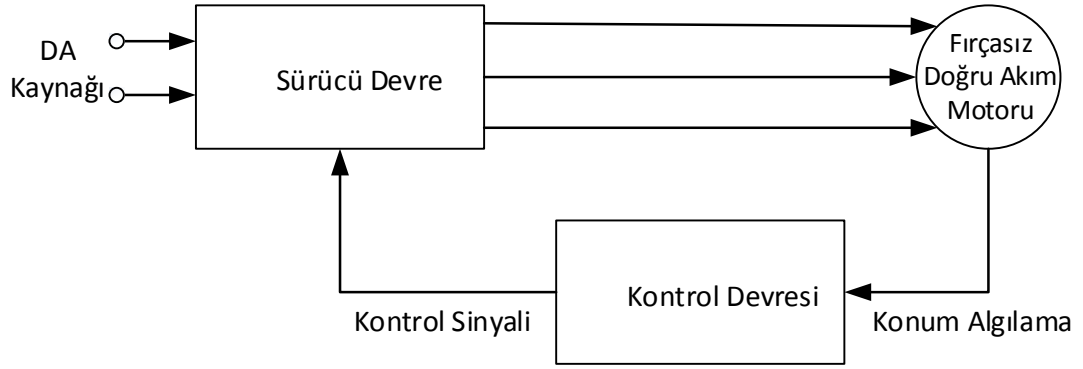 DA
Kaynağı
Sürücü Devre
Fırçasız
Doğru Akım
Motoru
Kontrol Devresi
Kontrol Sinyali
Konum Algılama